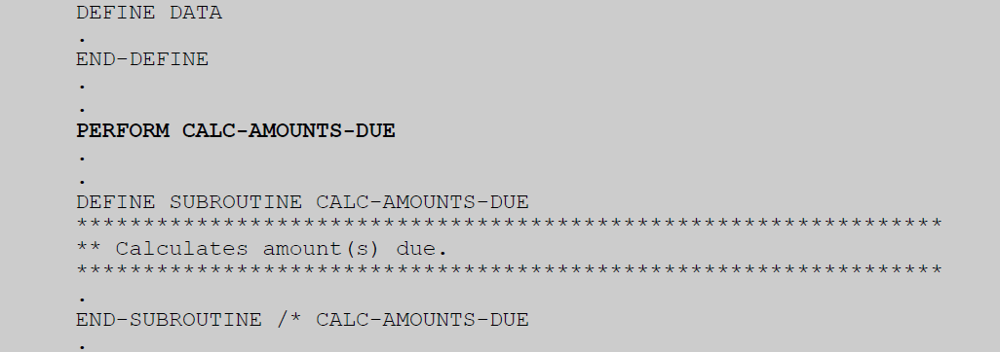 DEFINE DATA
.
END-DEFINE
.
.
PERFORM CALC-AMOUNTS-DUE
.
.
DEFINE SUBROUTINE CALC-AMOUNTS-DUE
*****************************************************************
** Calculates amount(s) due.
*****************************************************************
.
END-SUBROUTINE /* CALC-AMOUNTS-DUE
.